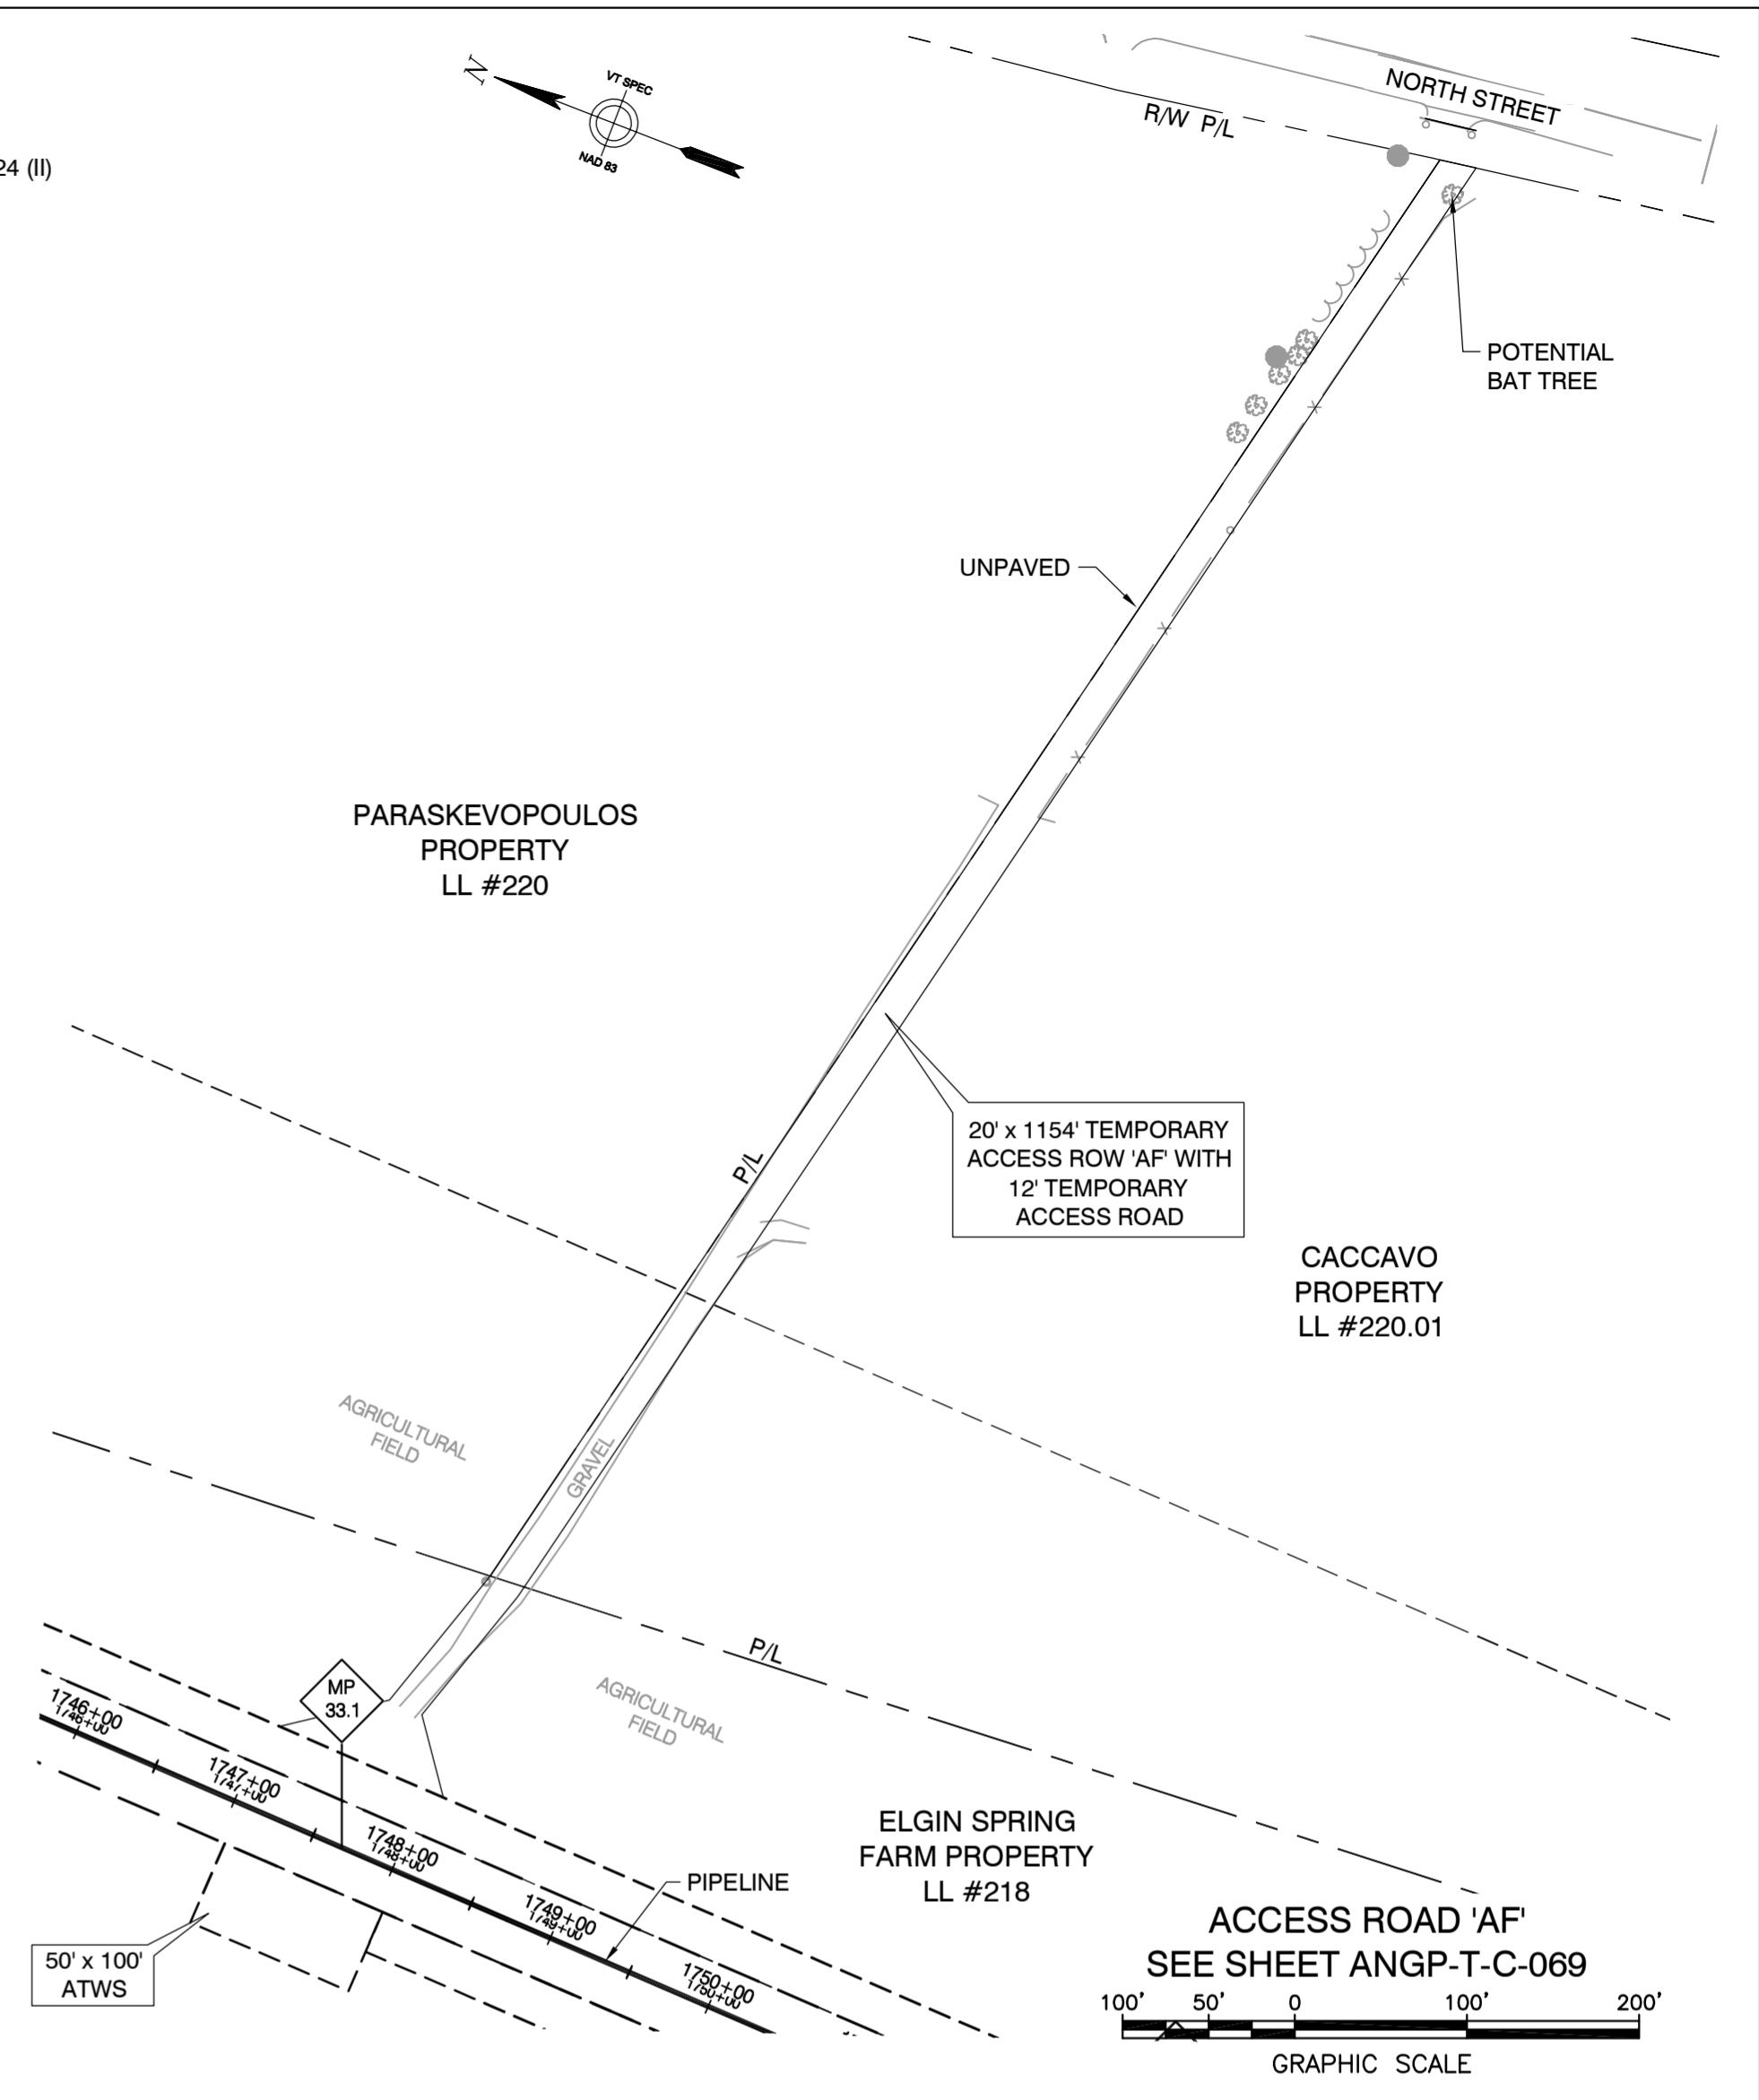 24 (II)
N
VT SPEC
NAD 83
NORTH STREET
R/W P/L
POTENTIAL
BAT TREE
UNPAVED
PARASKEVOPOULOS
PROPERTY
LL #220
20' x 1154' TEMPORARY
ACCESS ROW 'AF' WITH
12' TEMPORARY
ACCESS ROAD
P/L
CACCAVO
PROPERTY
LL #220.01
AGRICULTURAL
FIELD
GRAVEL
P/L
AGRICULTURAL
FIELD
MP
33.1
1746+00
1746+00
1747+00
1747+00
1748+00
1748+00
1749+00
1749+00
1750+00
1750+00
PIPELINE
ELGIN SPRING
FARM PROPERTY
LL #218
50' x 100'
ATWS
ACCESS ROAD 'AF'
SEE SHEET ANGP-T-C-069
100' 50' 0 100' 200'
GRAPHIC SCALE